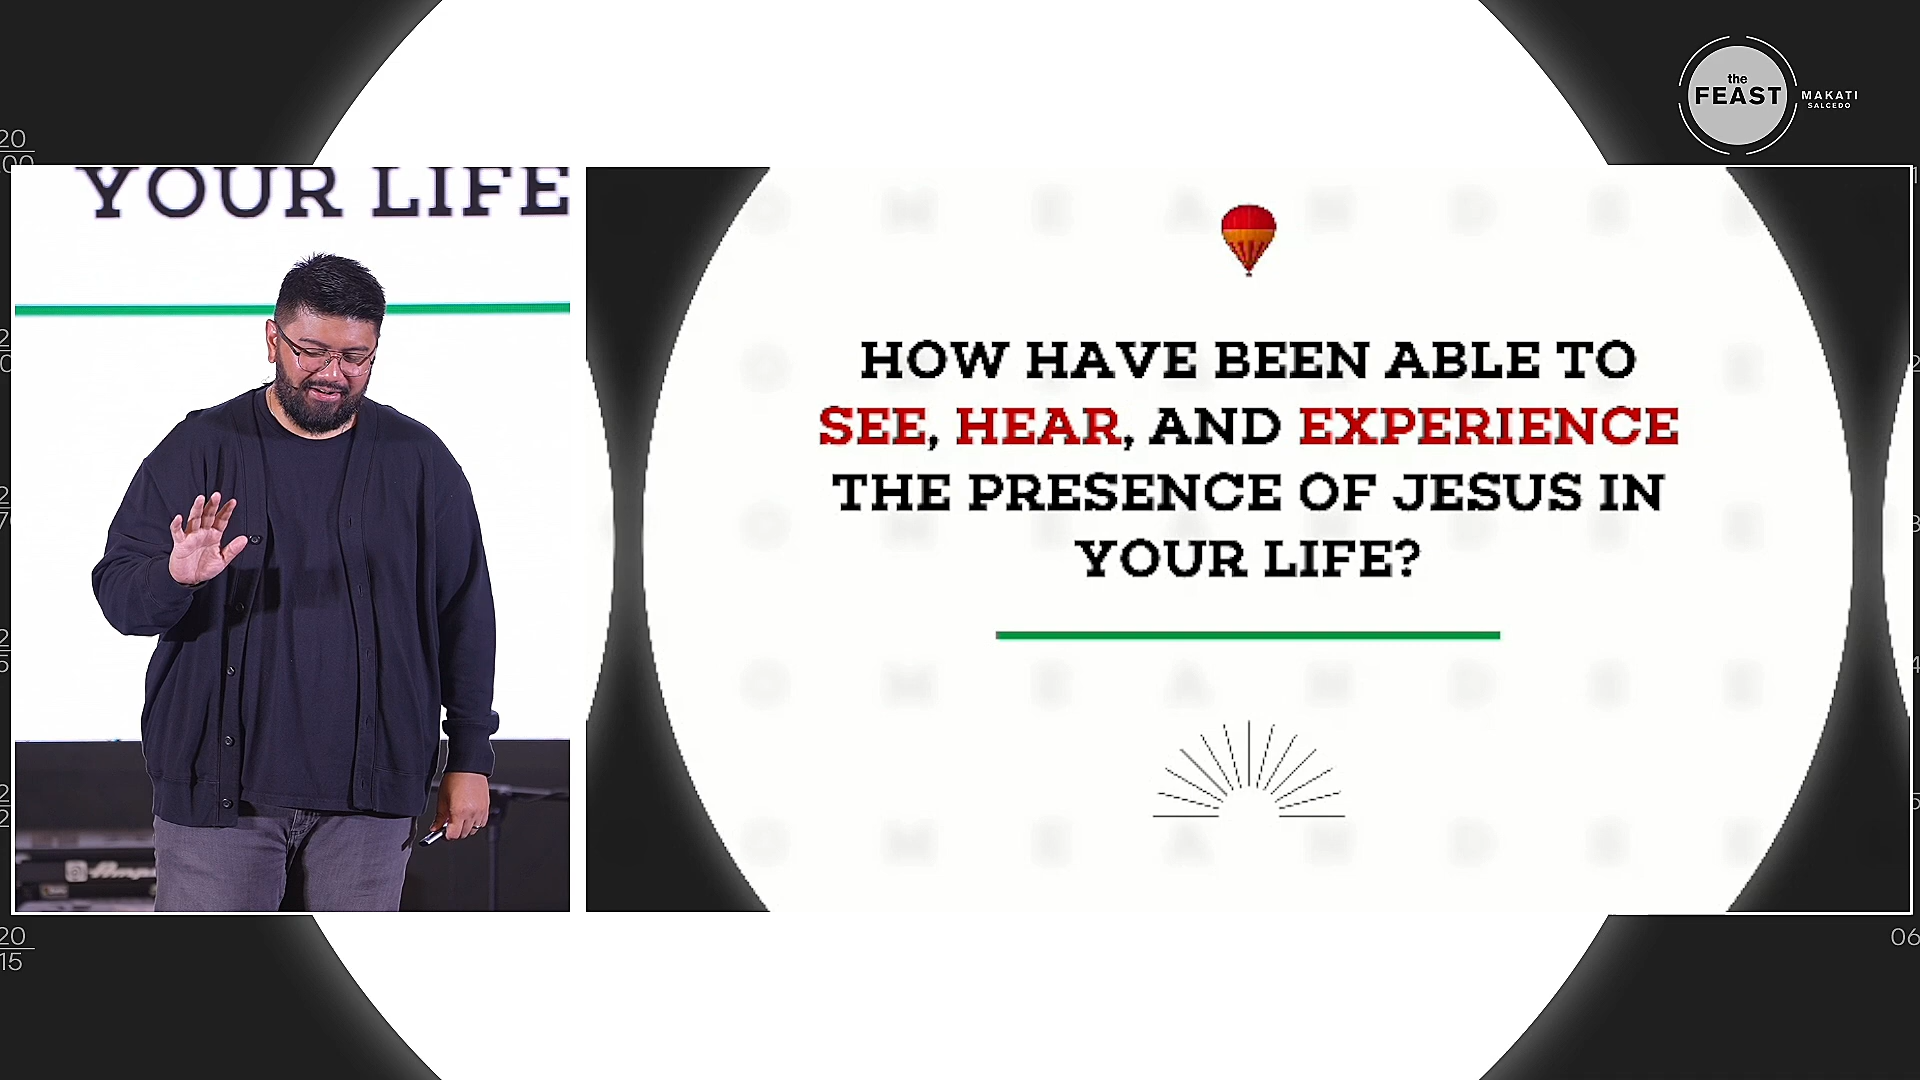 the
FEAST
MAKATI
SALCEDO
YOUR LIFE
HOW HAVE BEEN ABLE TO
SEE, HEAR, AND EXPERIENCE
THE PRESENCE OF JESUS IN
YOUR LIFE?
O M E A N D S E
O M E A N D S E
O M E A N D S E
20
15
06